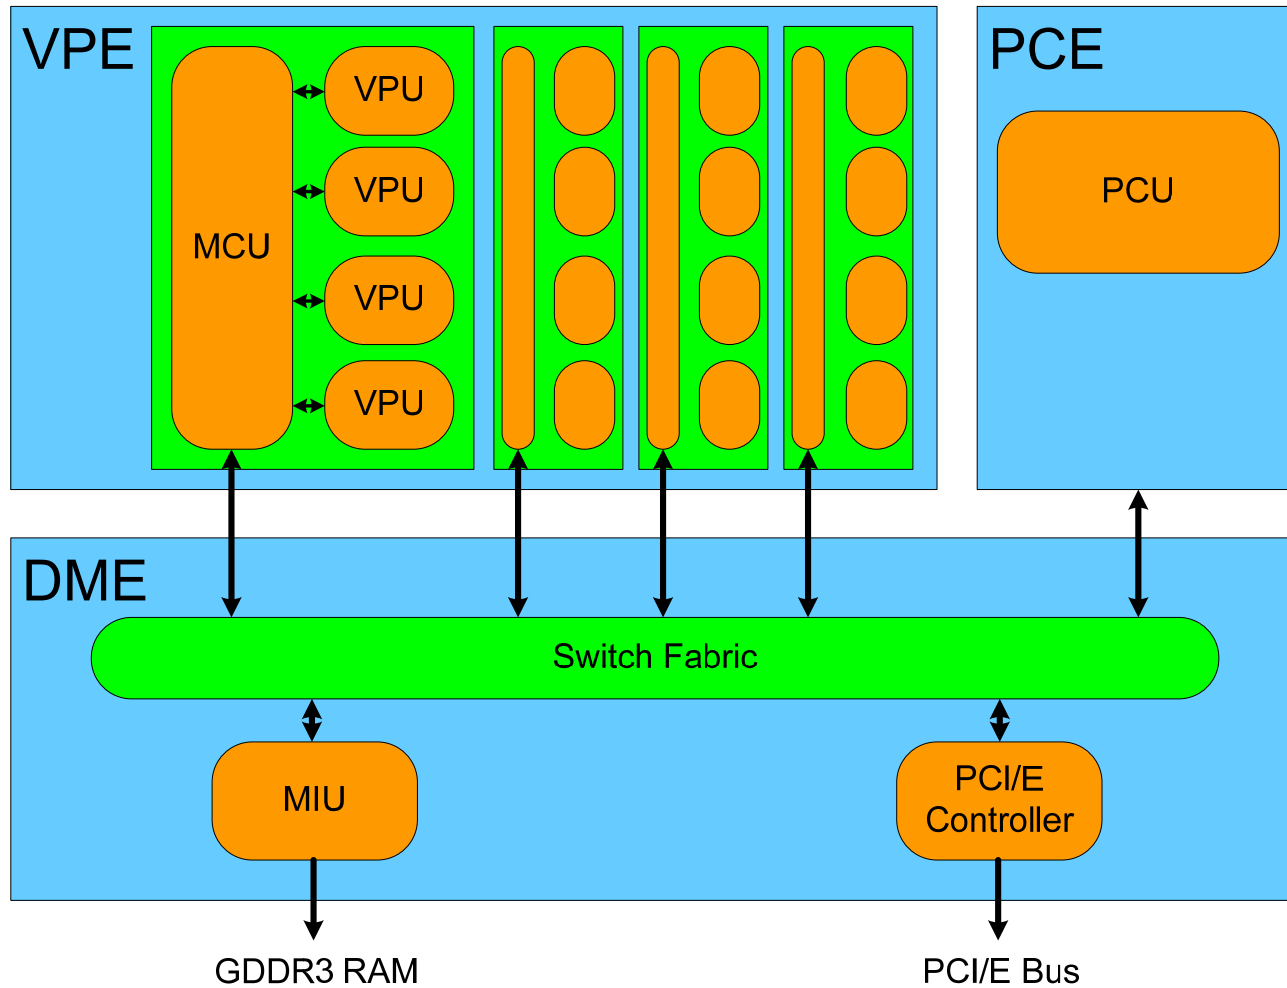 VPE
PCE
VPU
VPU
MCU
VPU
VPU
PCU
DME
Switch Fabric
MIU
PCI/E
Controller
GDDR3 RAM
PCI/E Bus